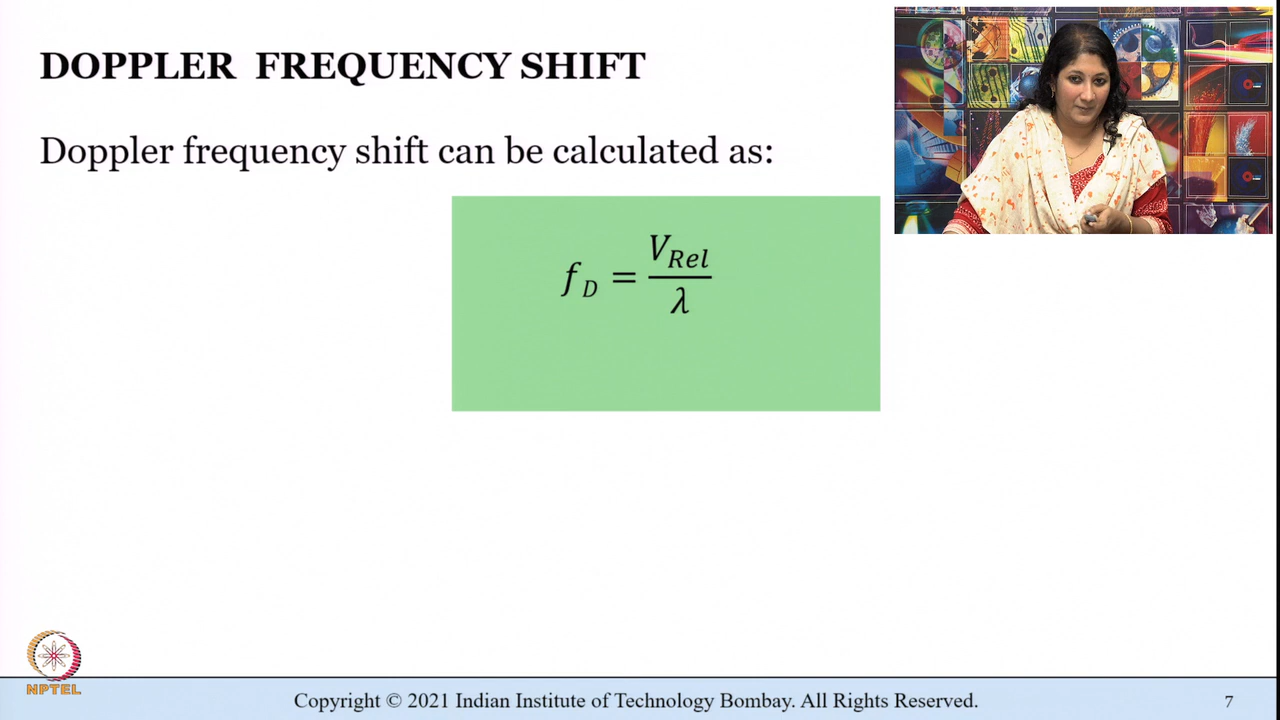 DOPPLER FREQUENCY SHIFT
Doppler frequency shift can be calculated as:
f_D = V_Rel / λ
NPTEL
Copyright © 2021 Indian Institute of Technology Bombay. All Rights Reserved.
7